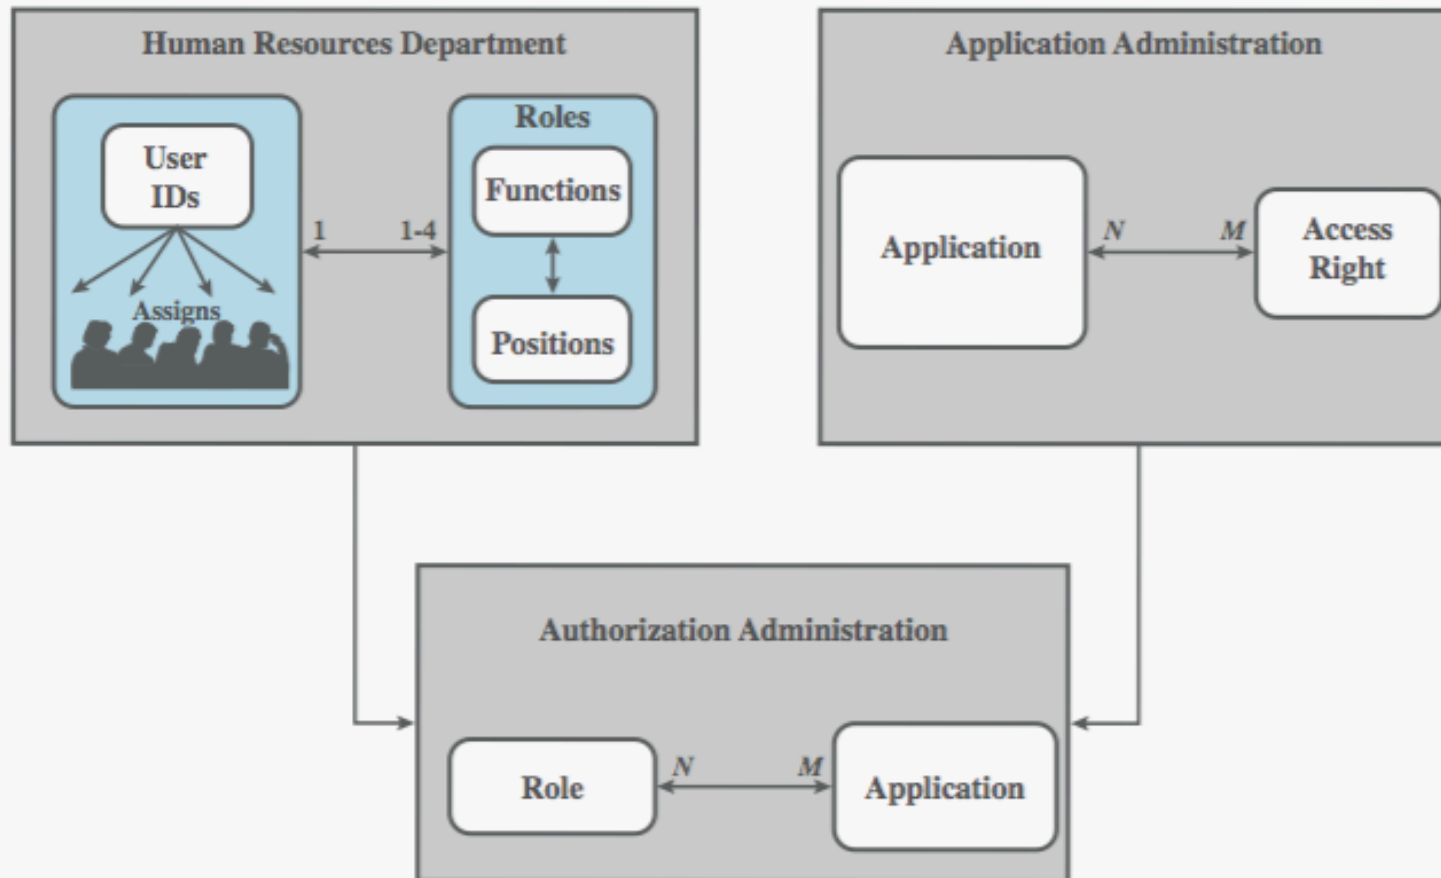 Human Resources Department
User
IDs
Assigns
1
1-4
Roles
Functions
Positions
Application Administration
Application
N
M
Access
Right
Authorization Administration
Role
N
M
Application